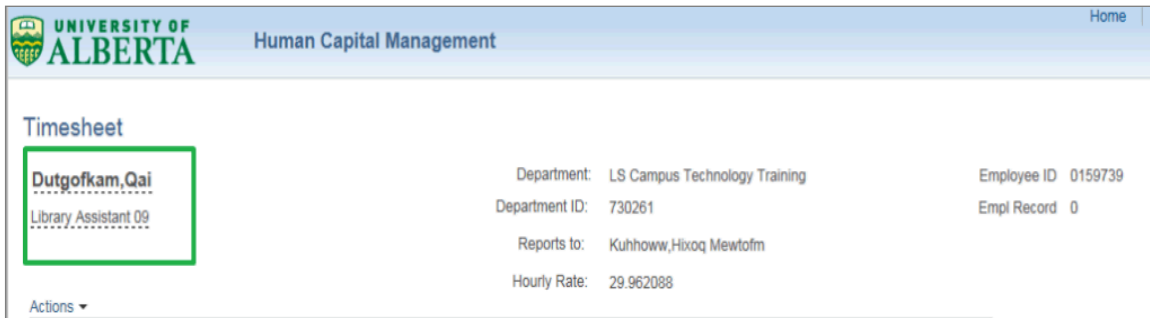 Home
UNIVERSITY OF
ALBERTA
Human Capital Management
Timesheet
Dutgofkam,Qai
Library Assistant 09
Department: LS Campus Technology Training
Employee ID 0159739
Department ID: 730261
Empl Record 0
Reports to: Kuhhoww,Hixoq Mewtofm
Hourly Rate: 29.962088
Actions